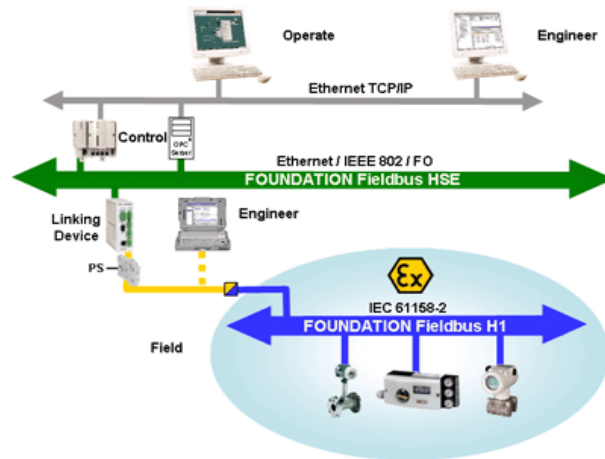 Operate
Engineer
Ethernet TCP/IP
Control
OPC
Server
Ethernet / IEEE 802 / FO
FOUNDATION Fieldbus HSE
Linking
Device
Engineer
PS
Ex
IEC 61158-2
FOUNDATION Fieldbus H1
Field